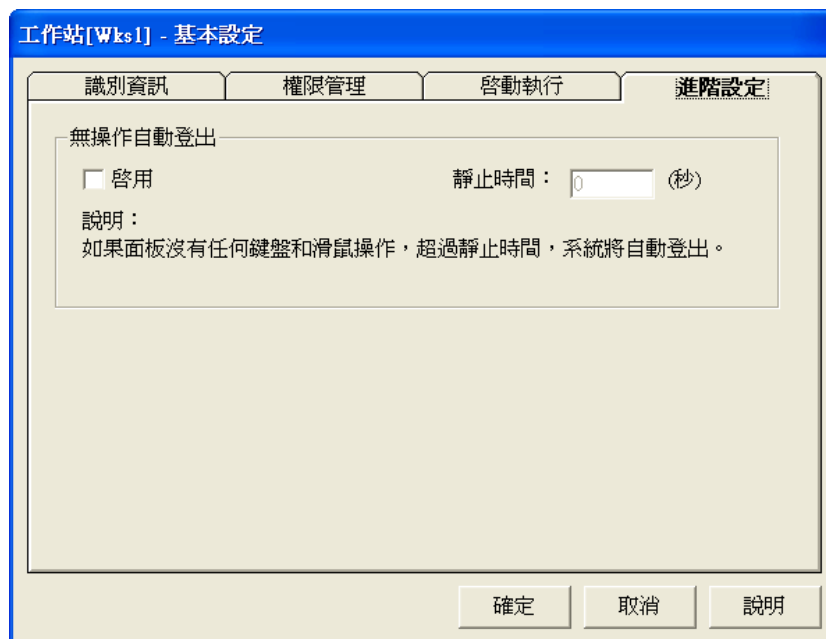 工作站[Wks1] - 基本設定
識別資訊 權限管理 啓動執行 進階設定
無操作自動登出
啓用 靜止時間： 0 (秒)
說明：
如果面板沒有任何鍵盤和滑鼠操作，超過靜止時間，系統將自動登出。
確定 取消 說明